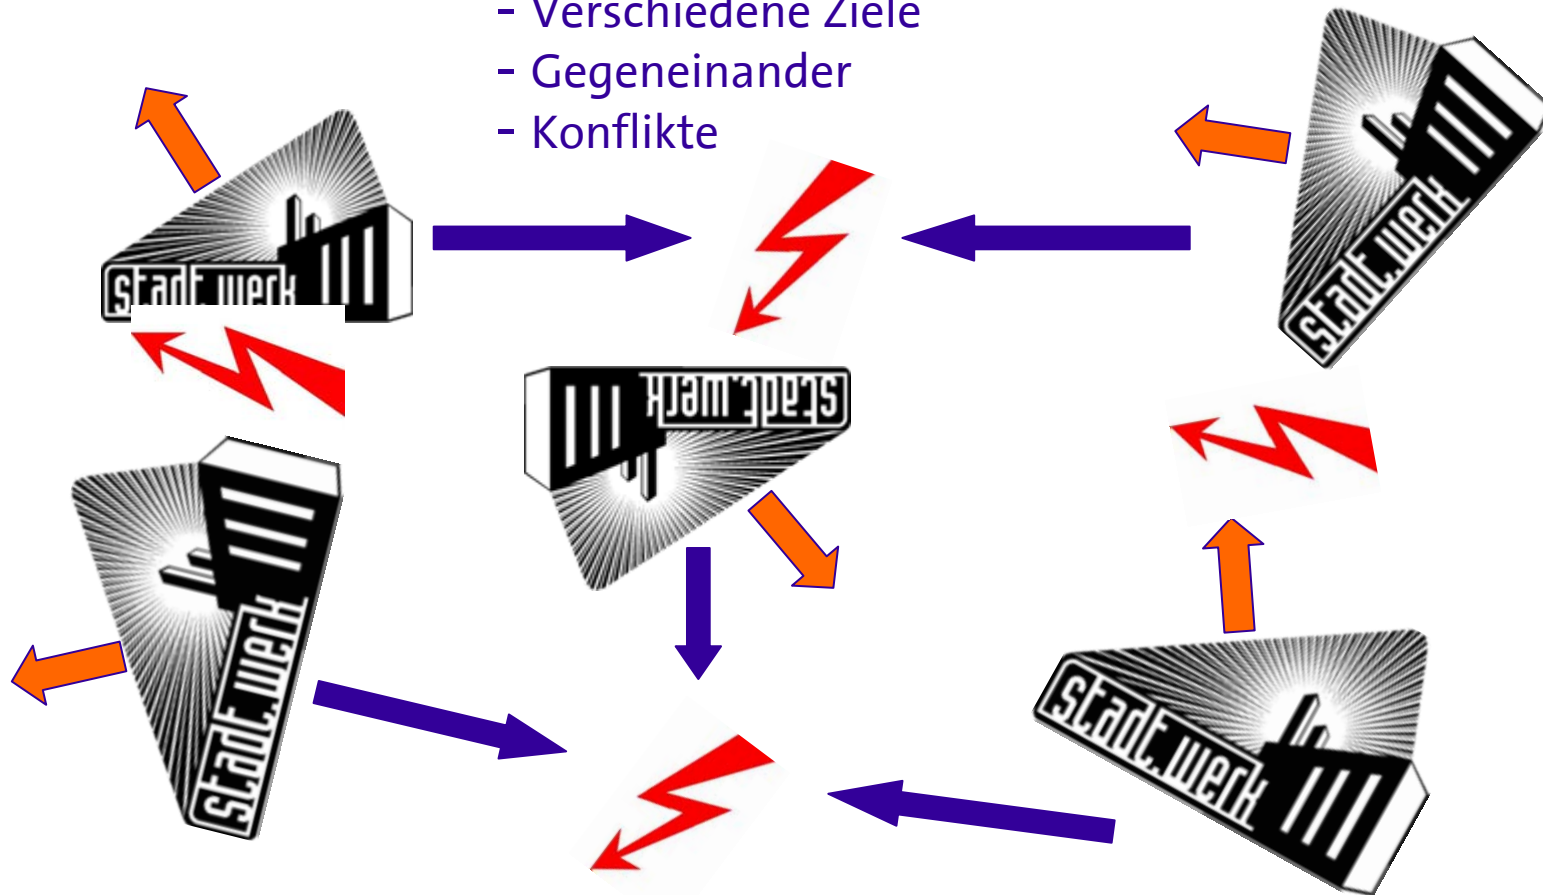 - Verschiedene Ziele
- Gegeneinander
- Konflikte
stadt.werk
stadt.werk
stadt.werk
stadt.werk
stadt.werk